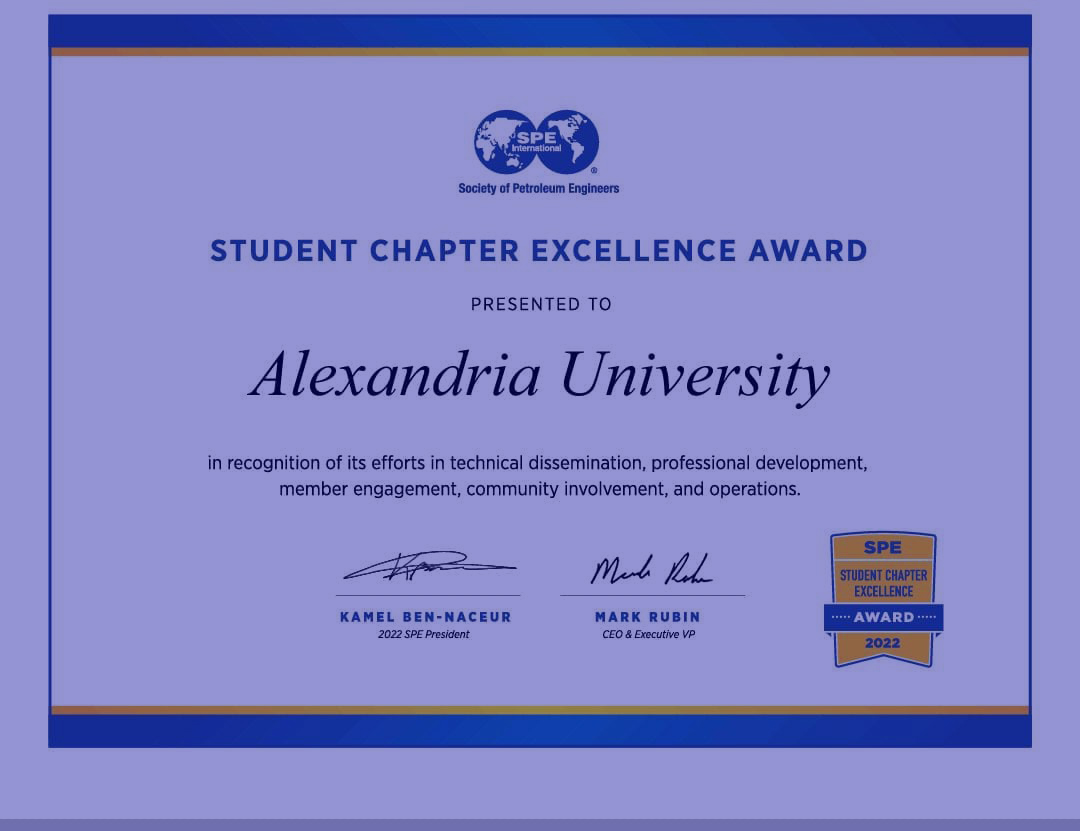 SPE
International
®
Society of Petroleum Engineers
STUDENT CHAPTER EXCELLENCE AWARD
PRESENTED TO
Alexandria University
in recognition of its efforts in technical dissemination, professional development,
member engagement, community involvement, and operations.
KAMEL BEN-NACEUR
2022 SPE President
Mark Rubin
MARK RUBIN
CEO & Executive VP
SPE
STUDENT CHAPTER
EXCELLENCE
····· AWARD ·····
2022